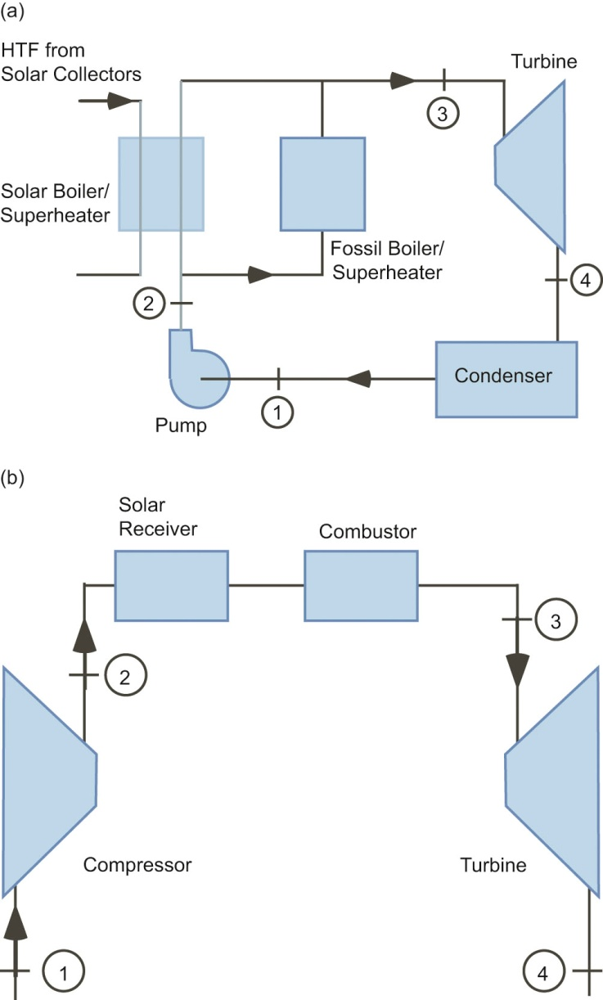 (a)
HTF from
Solar Collectors
Turbine
3
Solar Boiler/
Superheater
Fossil Boiler/
Superheater
4
2
Condenser
1
Pump
(b)
Solar
Receiver
Combustor
3
2
Compressor
Turbine
1
4